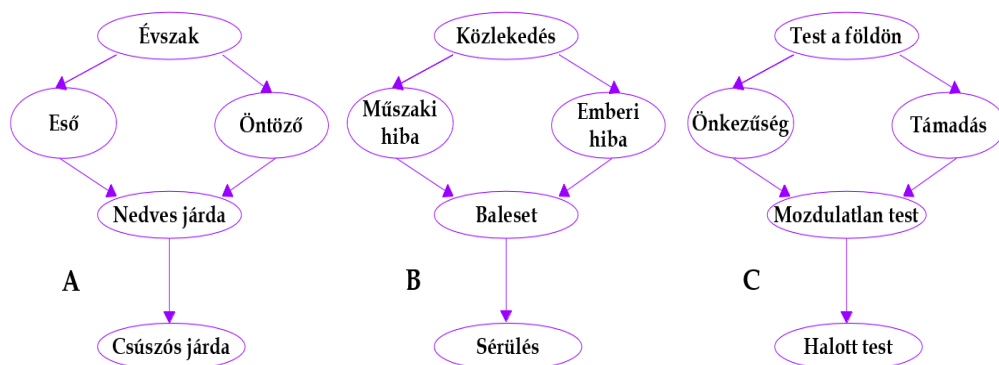 Évszak
Eső
Öntöző
Nedves járda
A
Csúszós járda
Közlekedés
Műszaki
hiba
Emberi
hiba
Baleset
B
Sérülés
Test a földön
Önkezűség
Támadás
Mozdulatlan test
C
Halott test